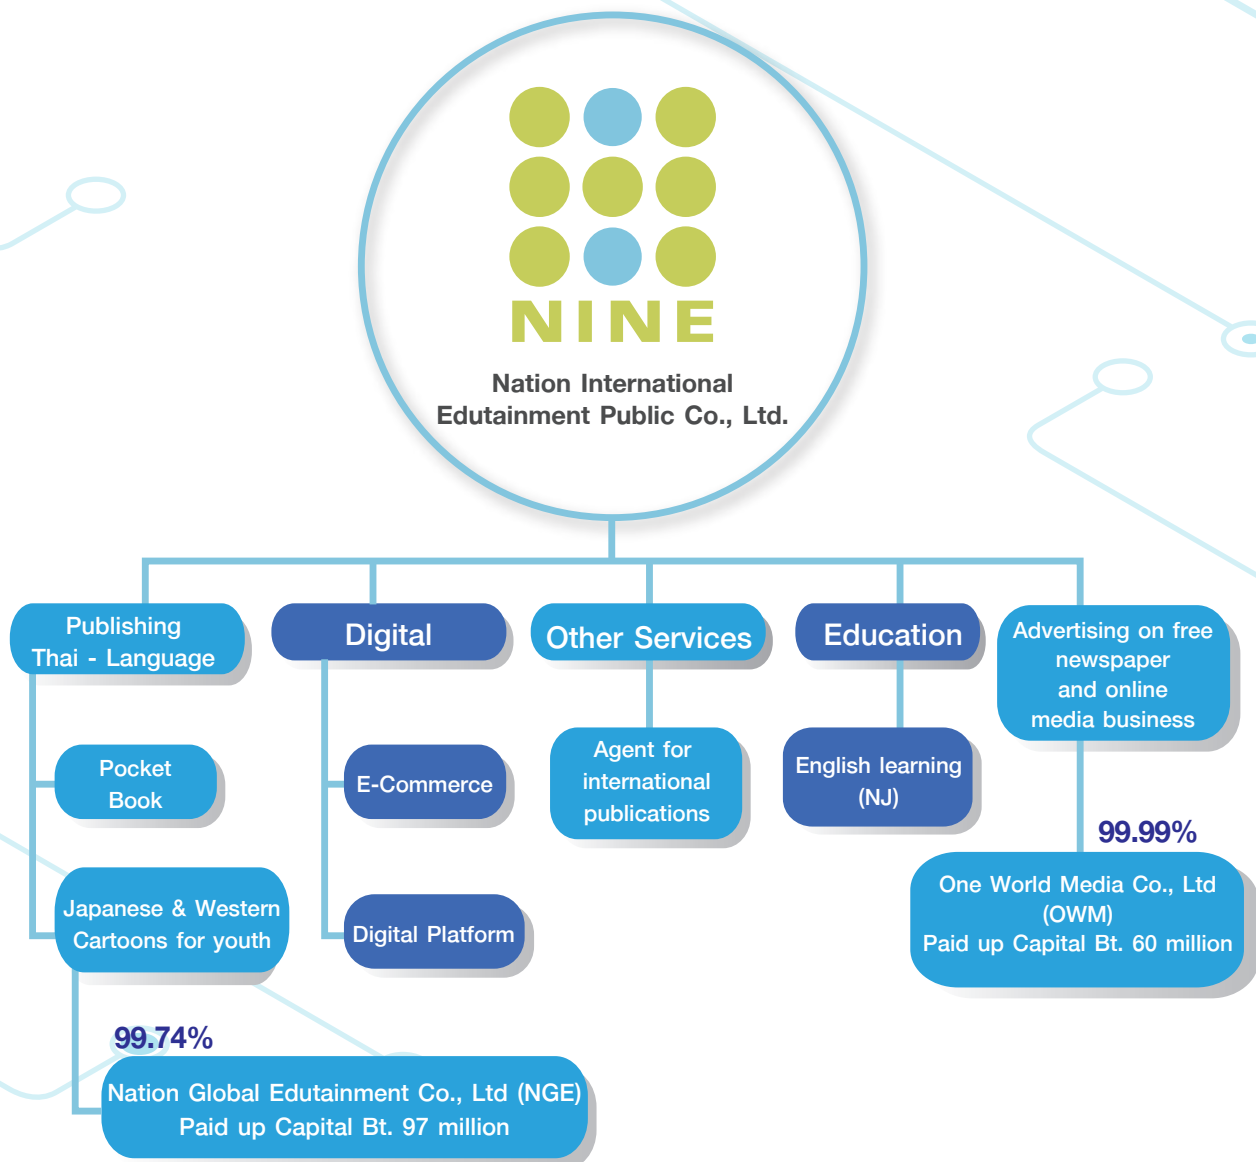 NINE
Nation International
Edutainment Public Co., Ltd.
Publishing
Thai - Language
Digital
Other Services
Education
Advertising on free
newspaper
and online
media business
Pocket
Book
E-Commerce
Agent for
international
publications
English learning
(NJ)
99.99%
One World Media Co., Ltd
(OWM)
Paid up Capital Bt. 60 million
Japanese & Western
Cartoons for youth
Digital Platform
99.74%
Nation Global Edutainment Co., Ltd (NGE)
Paid up Capital Bt. 97 million